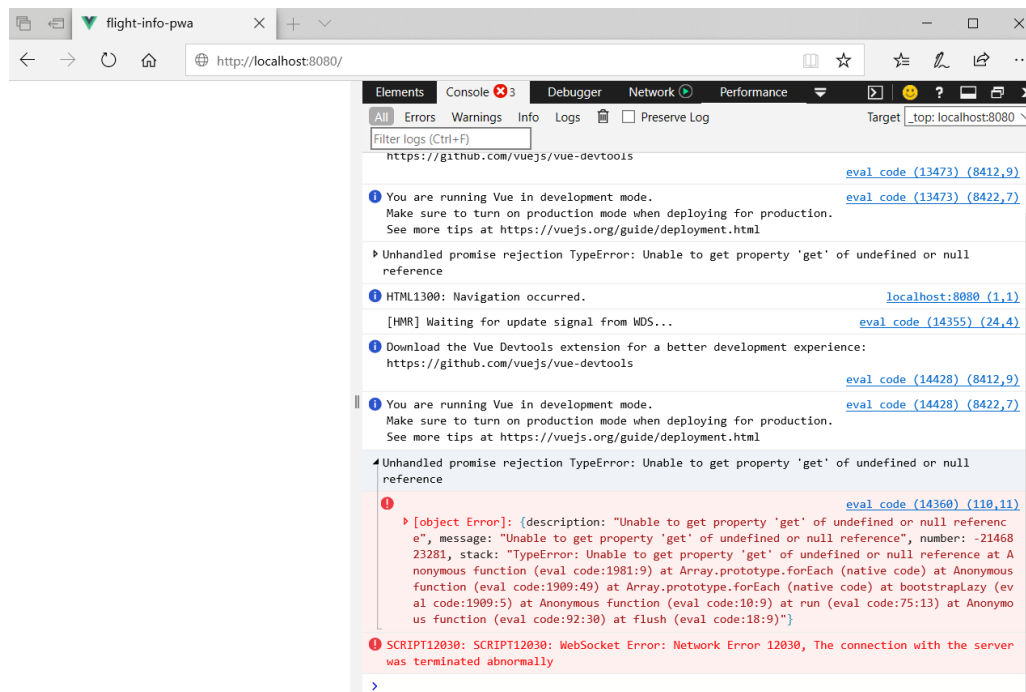 flight-info-pwa
http://localhost:8080/
Elements Console 3 Debugger Network Performance
All Errors Warnings Info Logs Preserve Log Target _top: localhost:8080
Filter logs (Ctrl+F)
https://github.com/vuejs/vue-devtools
eval code (13473) (8412,9)
You are running Vue in development mode. eval code (13473) (8422,7)
Make sure to turn on production mode when deploying for production.
See more tips at https://vuejs.org/guide/deployment.html
Unhandled promise rejection TypeError: Unable to get property 'get' of undefined or null
reference
HTML1300: Navigation occurred. localhost:8080 (1,1)
[HMR] Waiting for update signal from WDS... eval code (14355) (24,4)
Download the Vue Devtools extension for a better development experience:
https://github.com/vuejs/vue-devtools
eval code (14428) (8412,9)
You are running Vue in development mode. eval code (14428) (8422,7)
Make sure to turn on production mode when deploying for production.
See more tips at https://vuejs.org/guide/deployment.html
Unhandled promise rejection TypeError: Unable to get property 'get' of undefined or null
reference
eval code (14360) (110,11)
[object Error]: {description: "Unable to get property 'get' of undefined or null referenc
e", message: "Unable to get property 'get' of undefined or null reference", number: -21468
23281, stack: "TypeError: Unable to get property 'get' of undefined or null reference at A
nonymous function (eval code:1981:9) at Array.prototype.forEach (native code) at Anonymous
function (eval code:1909:49) at Array.prototype.forEach (native code) at bootstrapLazy (ev
al code:1909:5) at Anonymous function (eval code:10:9) at run (eval code:75:13) at Anonymo
us function (eval code:92:30) at flush (eval code:18:9)"}
SCRIPT12030: SCRIPT12030: WebSocket Error: Network Error 12030, The connection with the server
was terminated abnormally